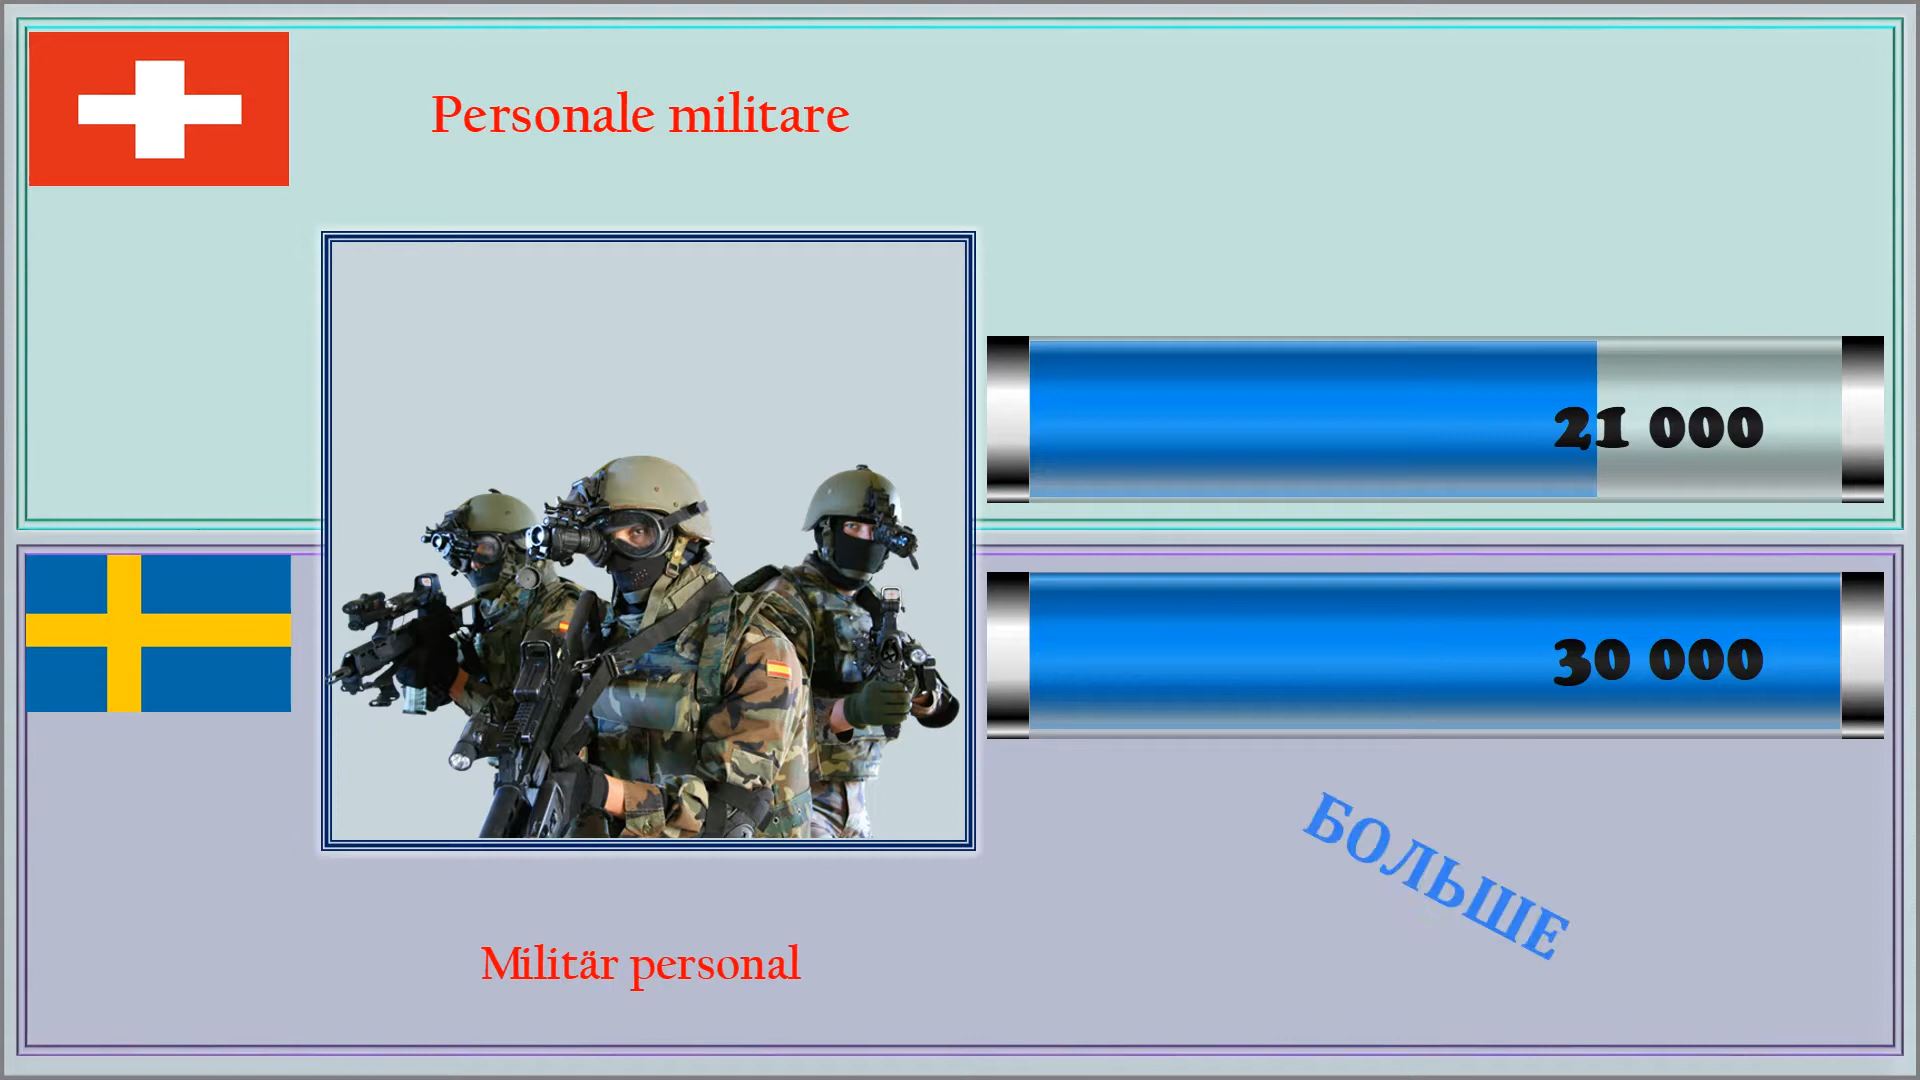 Personale militare
21 000
30 000
БОЛЬШЕ
Militär personal